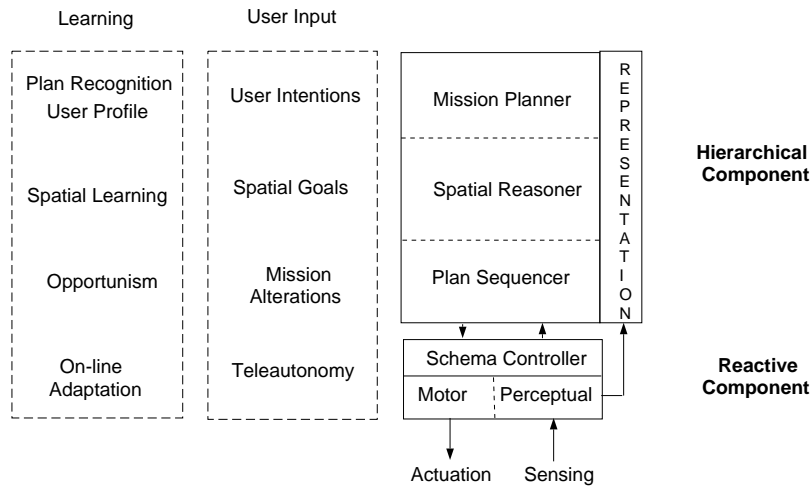 Learning
User Input
Plan Recognition
User Profile
Spatial Learning
Opportunism
On-line
Adaptation
User Intentions
Spatial Goals
Mission
Alterations
Teleautonomy
Mission Planner
Spatial Reasoner
Plan Sequencer
REPRESENTATION
Schema Controller
Motor
Perceptual
Actuation
Sensing
Hierarchical
Component
Reactive
Component